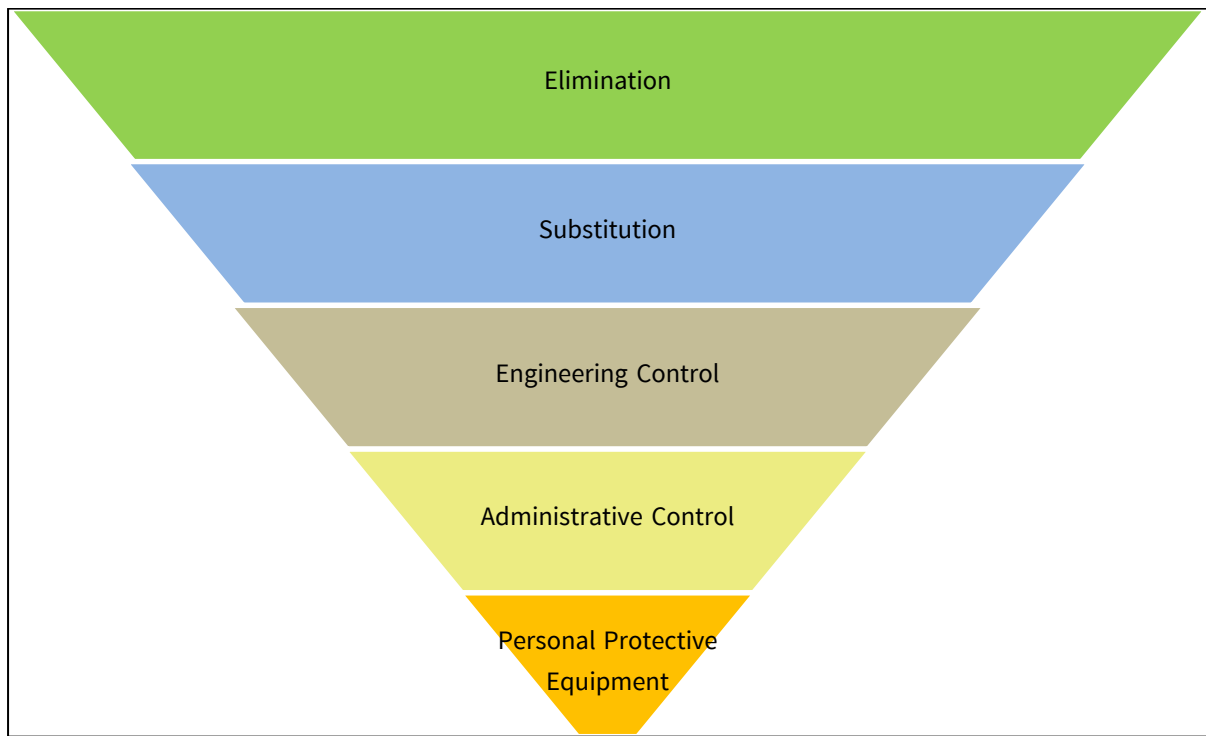 Elimination
Substitution
Engineering Control
Administrative Control
Personal Protective
Equipment